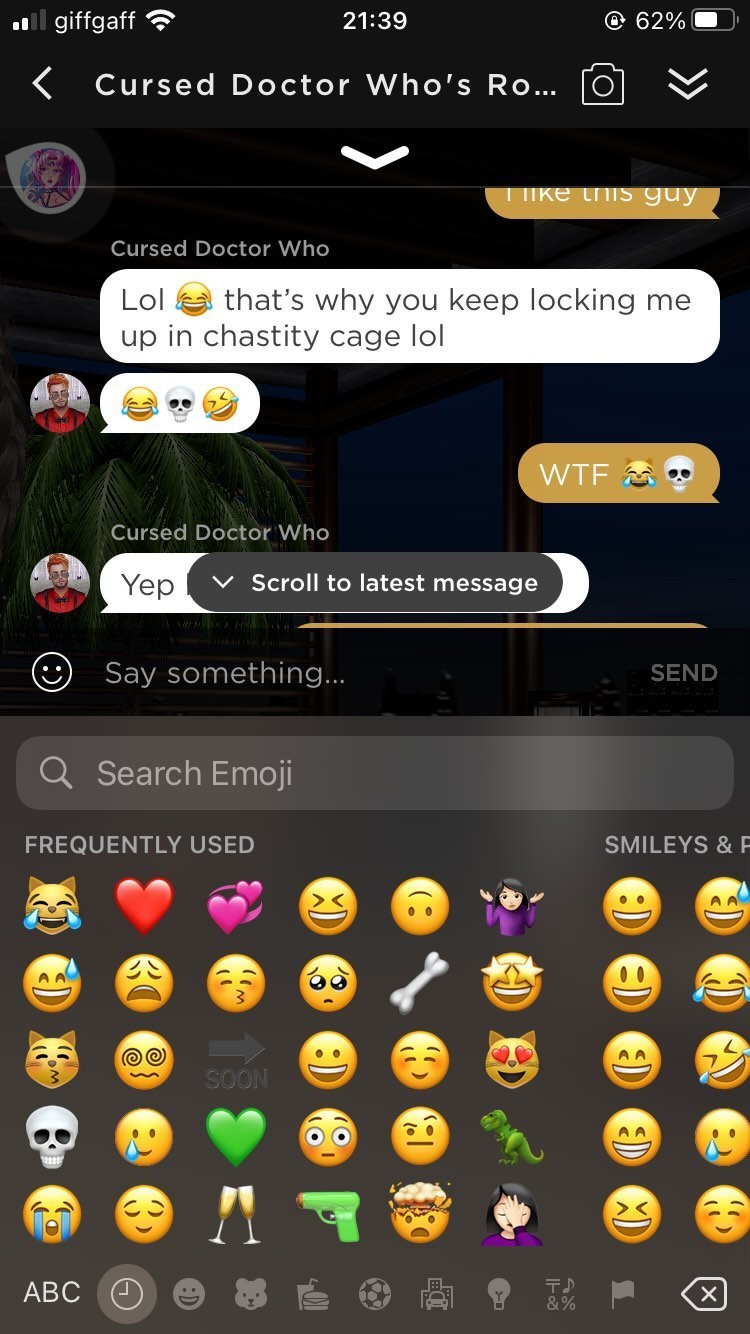 giffgaff 21:39 62%
Cursed Doctor Who's Ro...
I like this guy
Cursed Doctor Who
Lol 😂 that's why you keep locking me
up in chastity cage lol
😂💀🤣
WTF 😹💀
Cursed Doctor Who
Yep
Scroll to latest message
Say something...
SEND
Search Emoji
FREQUENTLY USED SMILEYS & P
SOON
ABC
&%